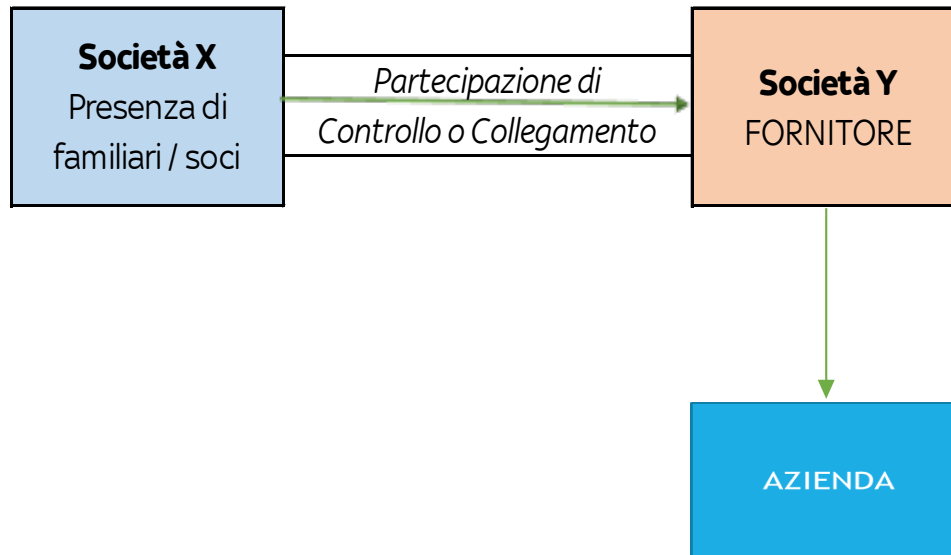 Società X
Presenza di
familiari / soci
Partecipazione di
Controllo o Collegamento
Società Y
FORNITORE
AZIENDA